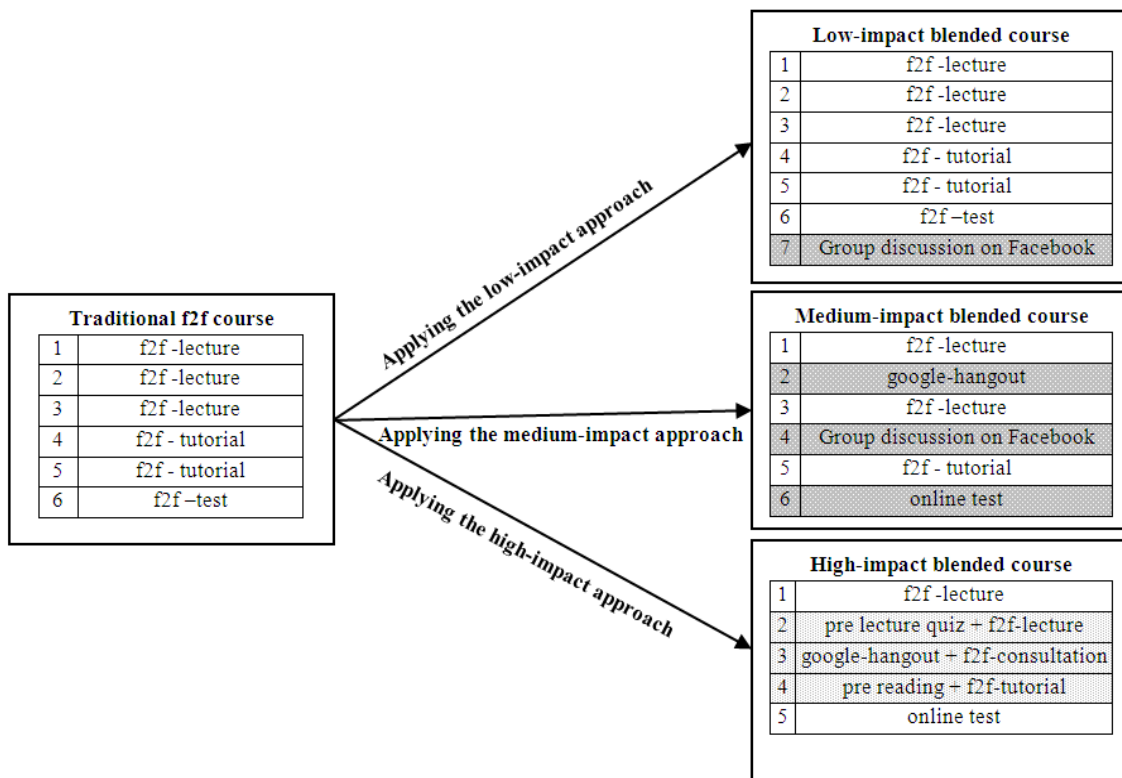 Low-impact blended course
1 f2f -lecture
2 f2f -lecture
3 f2f -lecture
4 f2f - tutorial
5 f2f - tutorial
6 f2f –test
7 Group discussion on Facebook
Applying the low-impact approach
Traditional f2f course
1 f2f -lecture
2 f2f -lecture
3 f2f -lecture
4 f2f - tutorial
5 f2f - tutorial
6 f2f –test
Applying the medium-impact approach
Medium-impact blended course
1 f2f -lecture
2 google-hangout
3 f2f -lecture
4 Group discussion on Facebook
5 f2f - tutorial
6 online test
Applying the high-impact approach
High-impact blended course
1 f2f -lecture
2 pre lecture quiz + f2f-lecture
3 google-hangout + f2f-consultation
4 pre reading + f2f-tutorial
5 online test